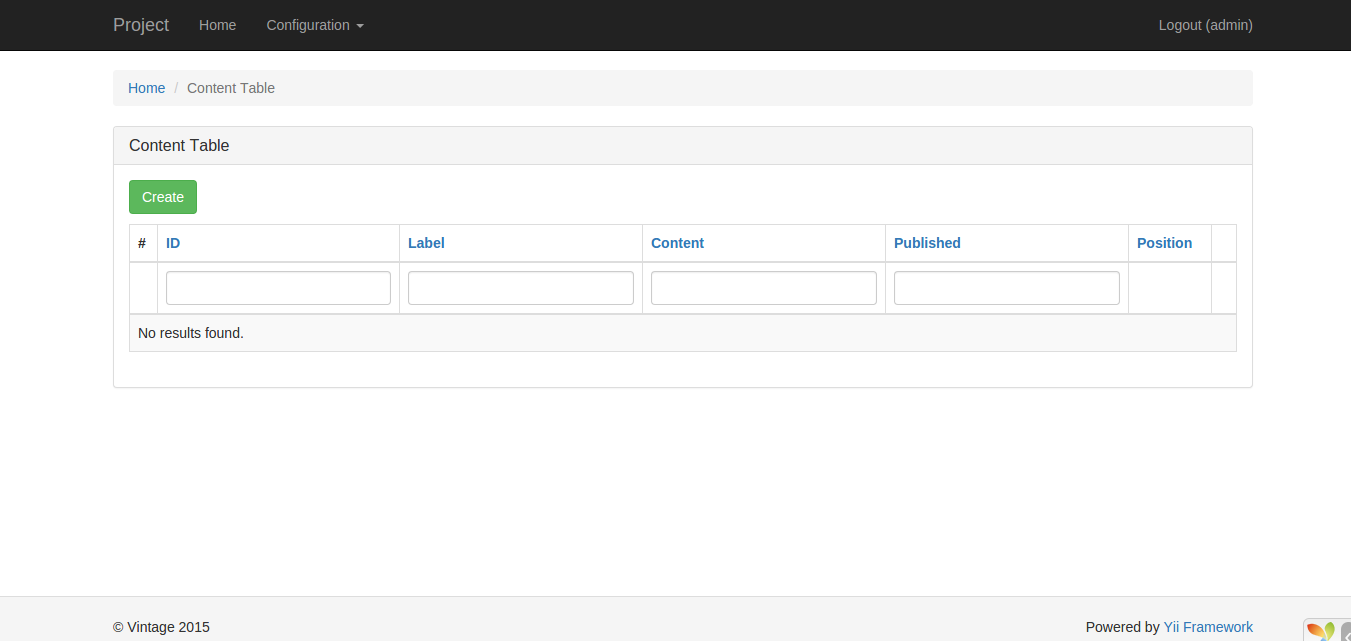 Project Home Configuration Logout (admin)
Home / Content Table
Content Table
Create
# ID Label Content Published Position
No results found.
© Vintage 2015 Powered by Yii Framework